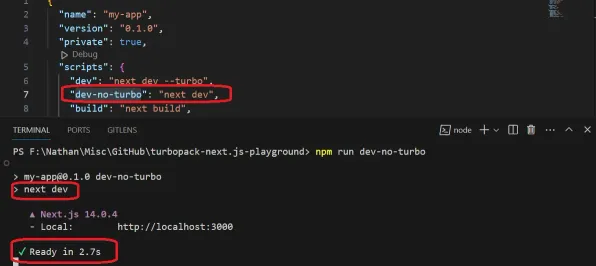 {
"name": "my-app",
"version": "0.1.0",
"private": true,
Debug
"scripts": {
"dev": "next dev --turbo",
"dev-no-turbo": "next dev",
"build": "next build",
2
3
4
5
6
7
8
TERMINAL PORTS GITLENS
node
PS F:\Nathan\Misc\GitHub\turbopack-next.js-playground> npm run dev-no-turbo
> my-app@0.1.0 dev-no-turbo
> next dev
▲ Next.js 14.0.4
- Local: http://localhost:3000
✓ Ready in 2.7s